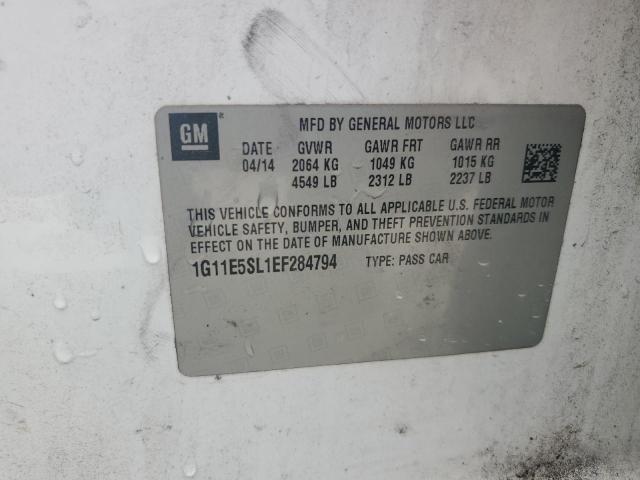 GM
MFD BY GENERAL MOTORS LLC
DATE GVWR GAWR FRT GAWR RR
04/14 2064 KG 1049 KG 1015 KG
4549 LB 2312 LB 2237 LB
THIS VEHICLE CONFORMS TO ALL APPLICABLE U.S. FEDERAL MOTOR
VEHICLE SAFETY, BUMPER, AND THEFT PREVENTION STANDARDS IN
EFFECT ON THE DATE OF MANUFACTURE SHOWN ABOVE.
1G11E5SL1EF284794 TYPE: PASS CAR